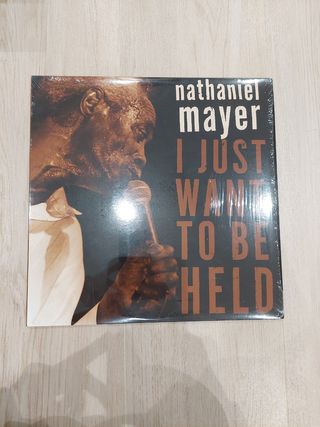 nathaniel
mayer
I JUST
WANT
TO BE
HELD